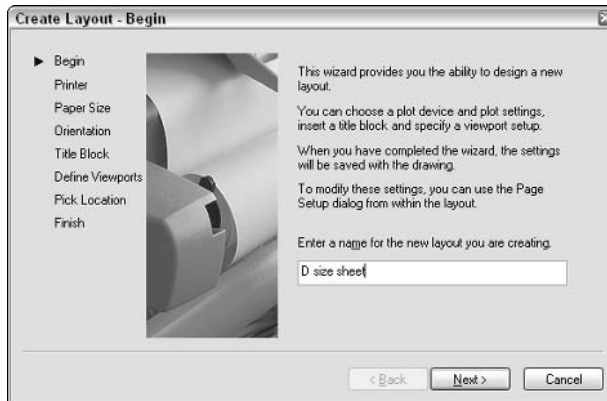 Create Layout - Begin
Begin
Printer
Paper Size
Orientation
Title Block
Define Viewports
Pick Location
Finish
This wizard provides you the ability to design a new
layout.
You can choose a plot device and plot settings,
insert a title block and specify a viewport setup.
When you have completed the wizard, the settings
will be saved with the drawing.
To modify these settings, you can use the Page
Setup dialog from within the layout.
Enter a name for the new layout you are creating.
D size sheet
< Back
Next >
Cancel